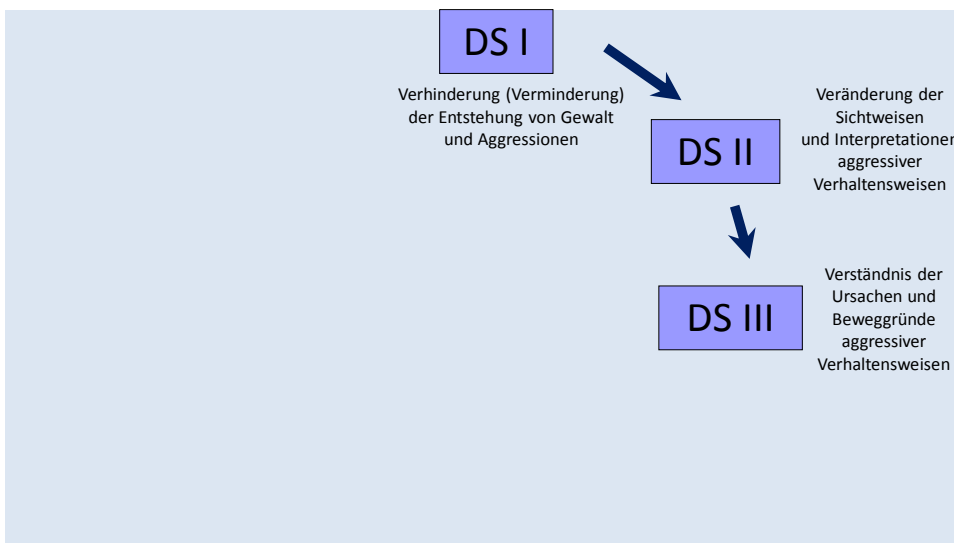 DS I
Verhinderung (Verminderung)
der Entstehung von Gewalt
und Aggressionen
DS II
Veränderung der
Sichtweisen
und Interpretationen
aggressiver
Verhaltensweisen
DS III
Verständnis der
Ursachen und
Beweggründe
aggressiver
Verhaltensweisen